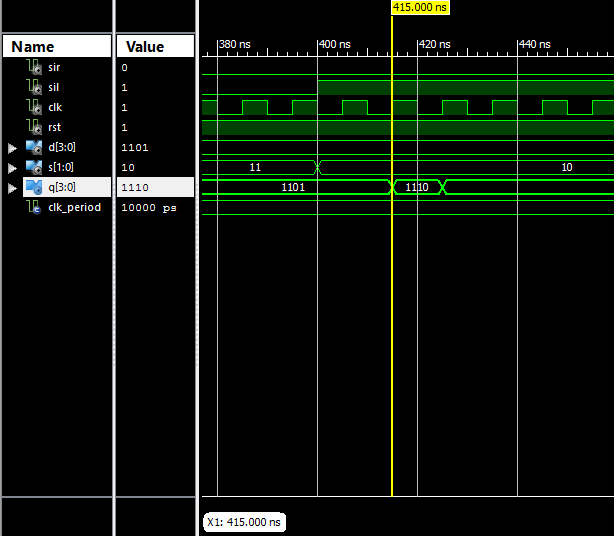 415.000 ns
Name Value
380 ns 400 ns 420 ns 440 ns
sir 0
sil 1
clk 1
rst 1
d[3:0] 1101
s[1:0] 10 11 10
q[3:0] 1110 1101 1110
clk_period 10000 ps
X1: 415.000 ns